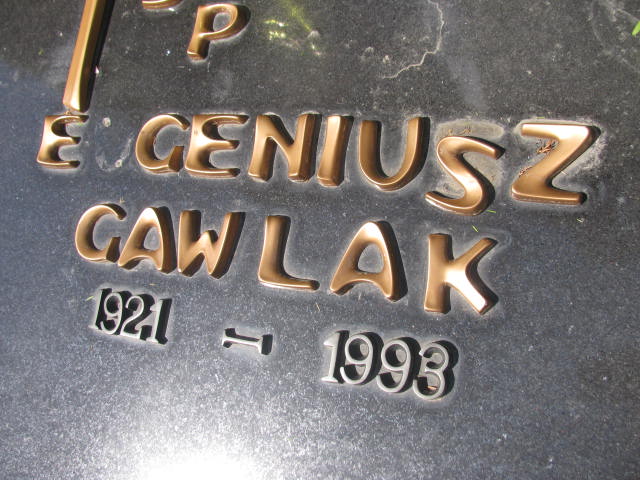 P
E GENIUSZ
GAWLAK
1921 - 1993